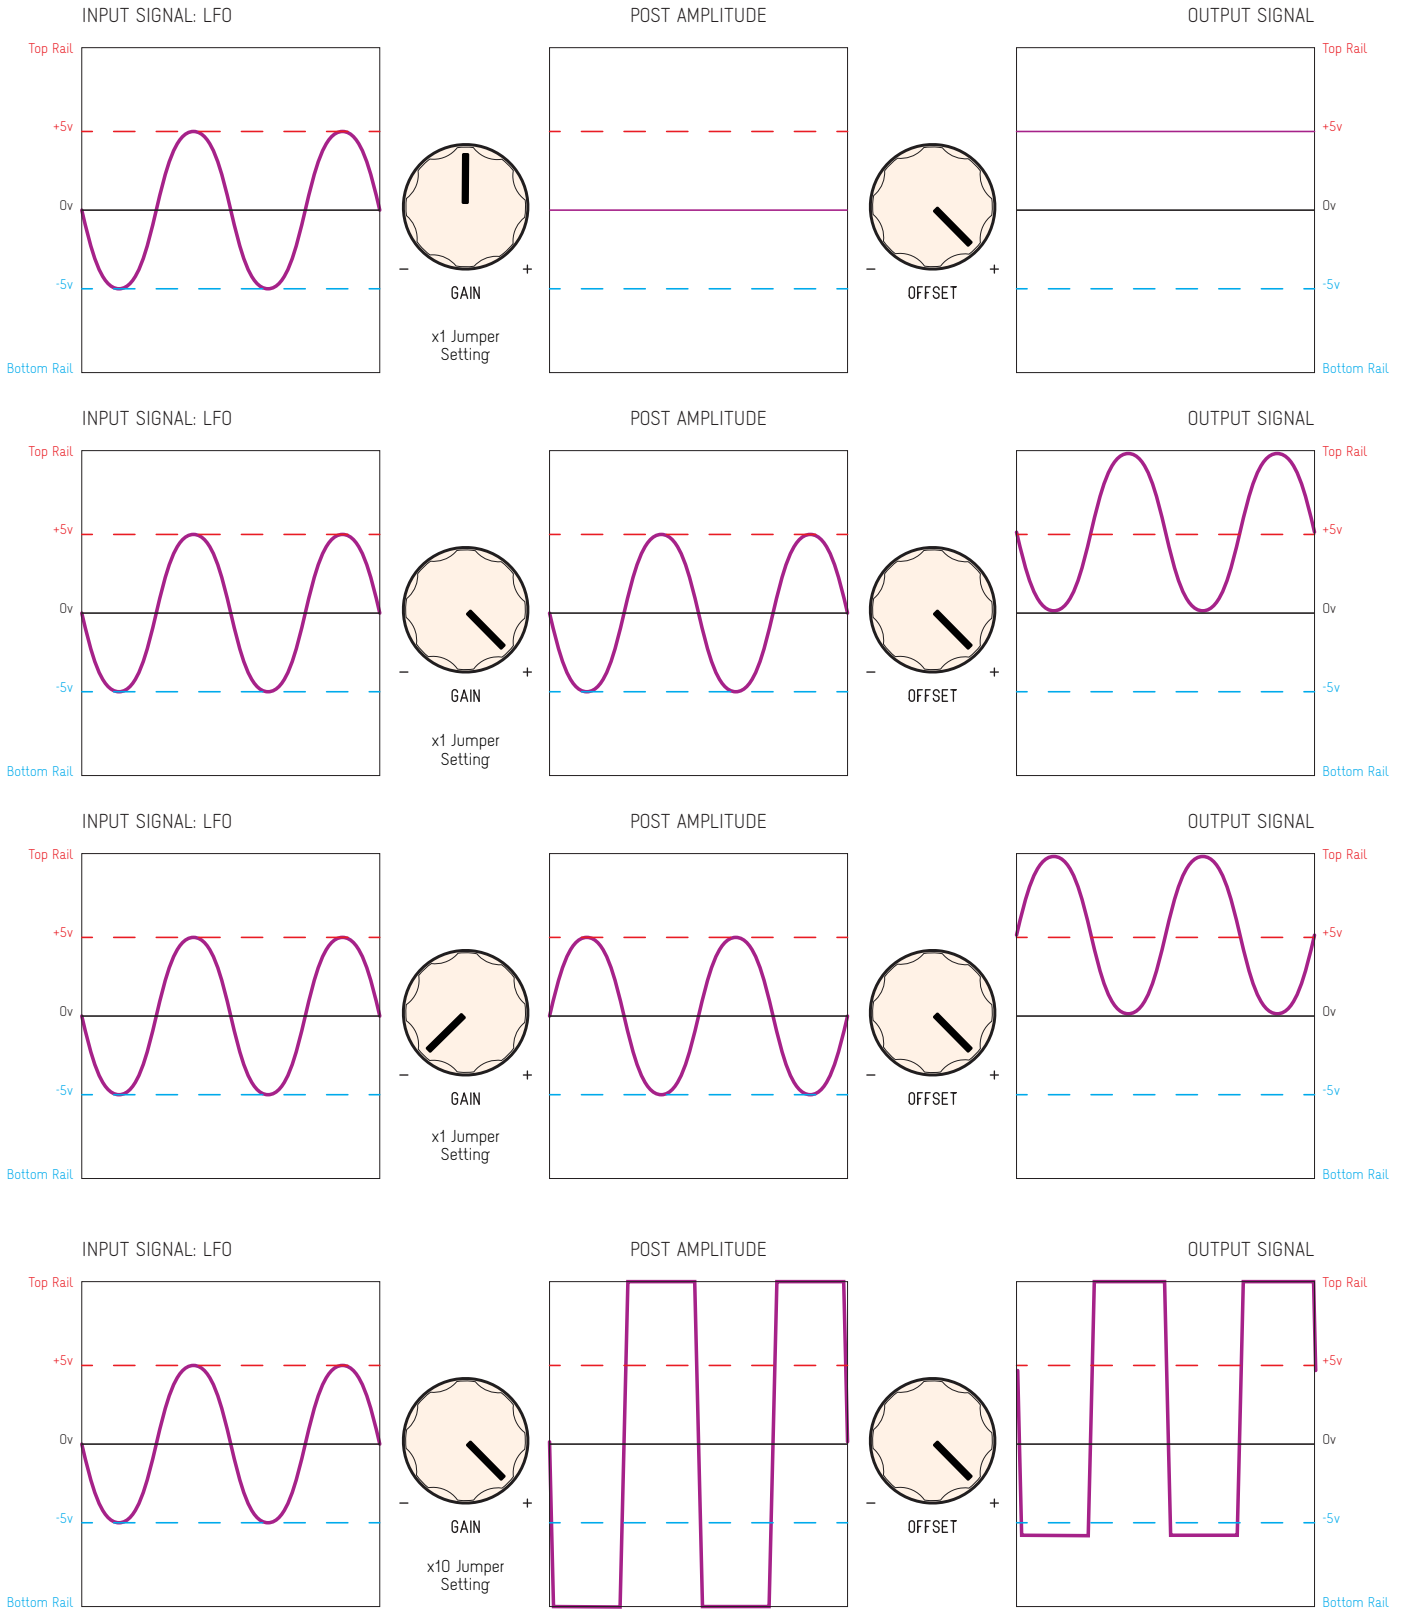 INPUT SIGNAL: LFO
POST AMPLITUDE
OUTPUT SIGNAL
Top Rail
Top Rail
+5v
+5v
0v
0v
-5v
-5v
- +
- +
GAIN
OFFSET
x1 Jumper
Setting
Bottom Rail
Bottom Rail
INPUT SIGNAL: LFO
POST AMPLITUDE
OUTPUT SIGNAL
Top Rail
Top Rail
+5v
+5v
0v
0v
-5v
-5v
- +
- +
GAIN
OFFSET
x1 Jumper
Setting
Bottom Rail
Bottom Rail
INPUT SIGNAL: LFO
POST AMPLITUDE
OUTPUT SIGNAL
Top Rail
Top Rail
+5v
+5v
0v
0v
-5v
-5v
- +
- +
GAIN
OFFSET
x1 Jumper
Setting
Bottom Rail
Bottom Rail
INPUT SIGNAL: LFO
POST AMPLITUDE
OUTPUT SIGNAL
Top Rail
Top Rail
+5v
+5v
0v
0v
-5v
-5v
- +
- +
GAIN
OFFSET
x10 Jumper
Setting
Bottom Rail
Bottom Rail